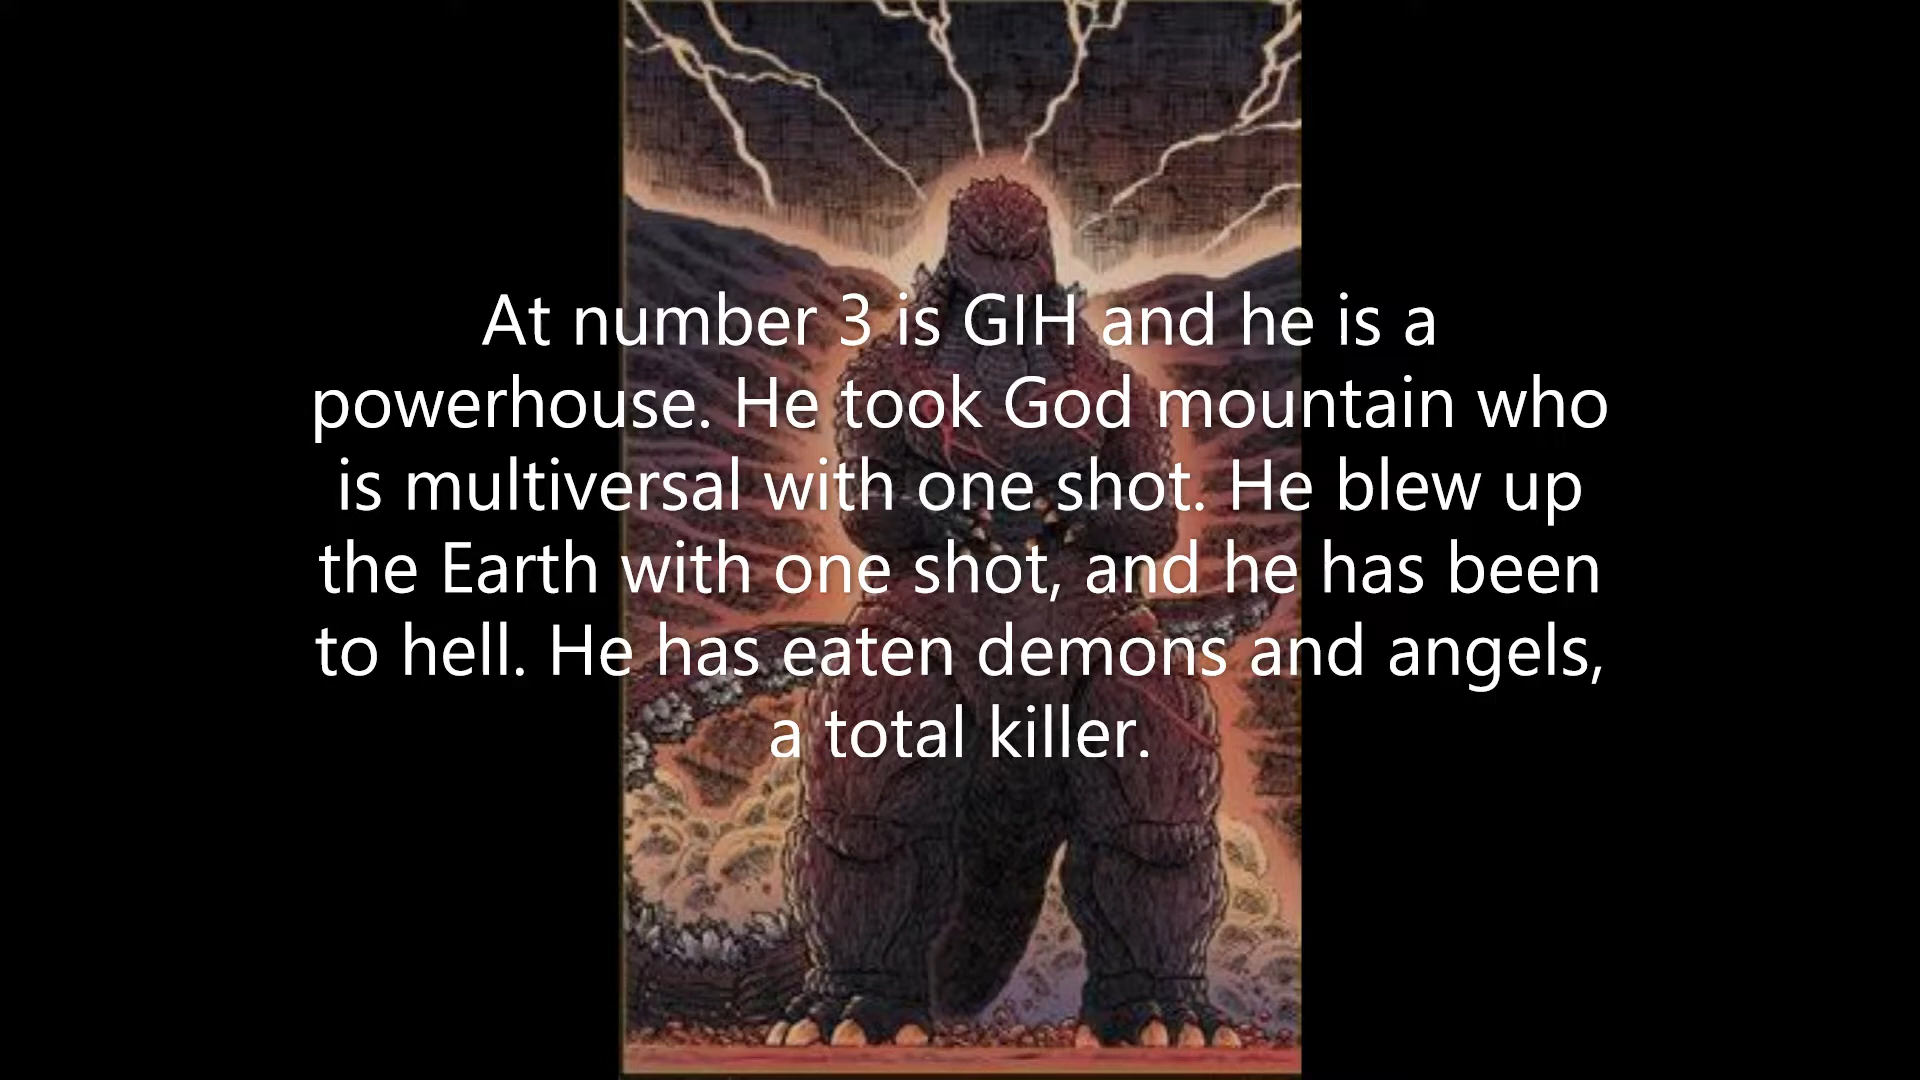 At number 3 is GIH and he is a
powerhouse. He took God mountain who
is multiversal with one shot. He blew up
the Earth with one shot, and he has been
to hell. He has eaten demons and angels,
a total killer.